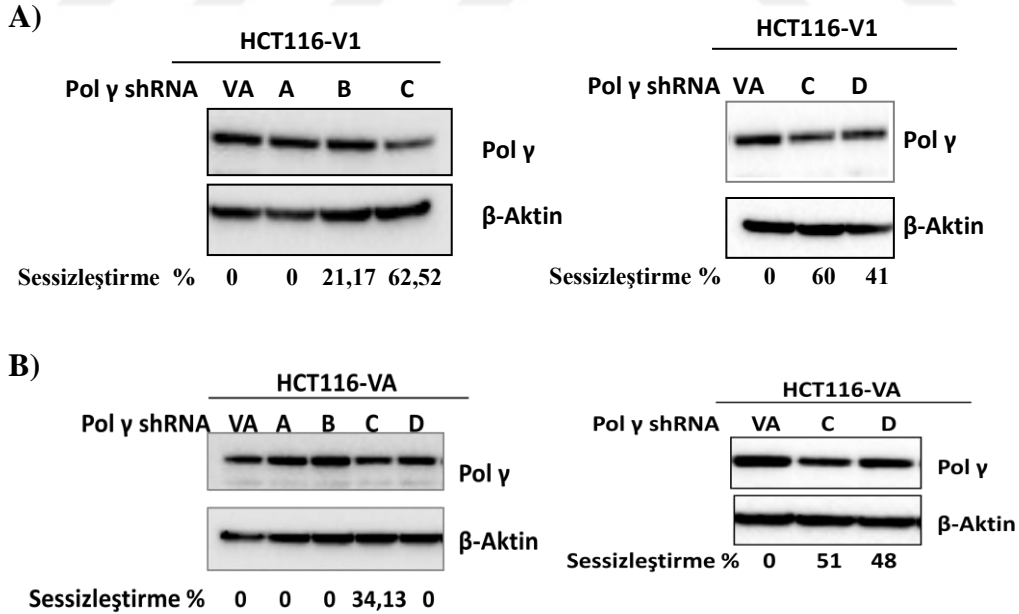 A)
HCT116-V1
Pol γ shRNA VA A B C
Pol γ
β-Aktin
Sessizleştirme % 0 0 21,17 62,52
HCT116-V1
Pol γ shRNA VA C D
Pol γ
β-Aktin
Sessizleştirme % 0 60 41
B)
HCT116-VA
Pol γ shRNA VA A B C D
Pol γ
β-Aktin
Sessizleştirme % 0 0 0 34,13 0
HCT116-VA
Pol γ shRNA VA C D
Pol γ
β-Aktin
Sessizleştirme % 0 51 48